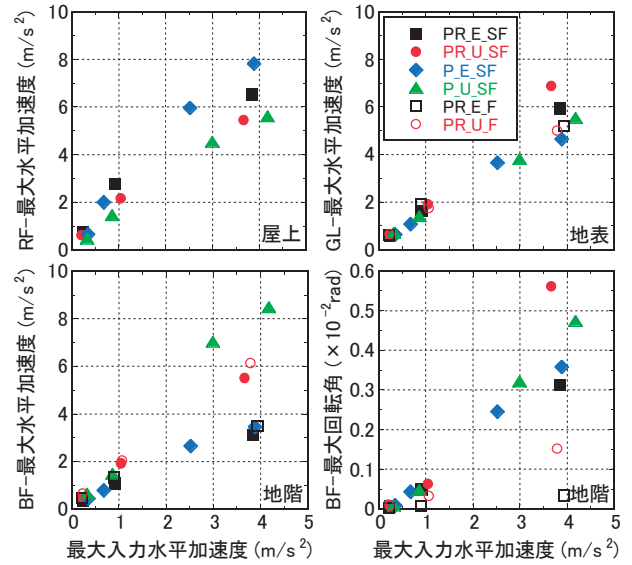 RF-最大水平加速度 (m/s²)
10
8
6
4
2
0
屋上
GL-最大水平加速度 (m/s²)
10
8
6
4
2
0
0 1 2 3 4 5
PR_E_SF
PR_U_SF
P_E_SF
P_U_SF
PR_E_F
PR_U_F
地表
BF-最大水平加速度 (m/s²)
10
8
6
4
2
0
0 1 2 3 4 5
地階
最大入力水平加速度 (m/s²)
BF-最大回転角 (×10⁻²rad)
0.6
0.5
0.4
0.3
0.2
0.1
0
0 1 2 3 4 5
地階
最大入力水平加速度 (m/s²)